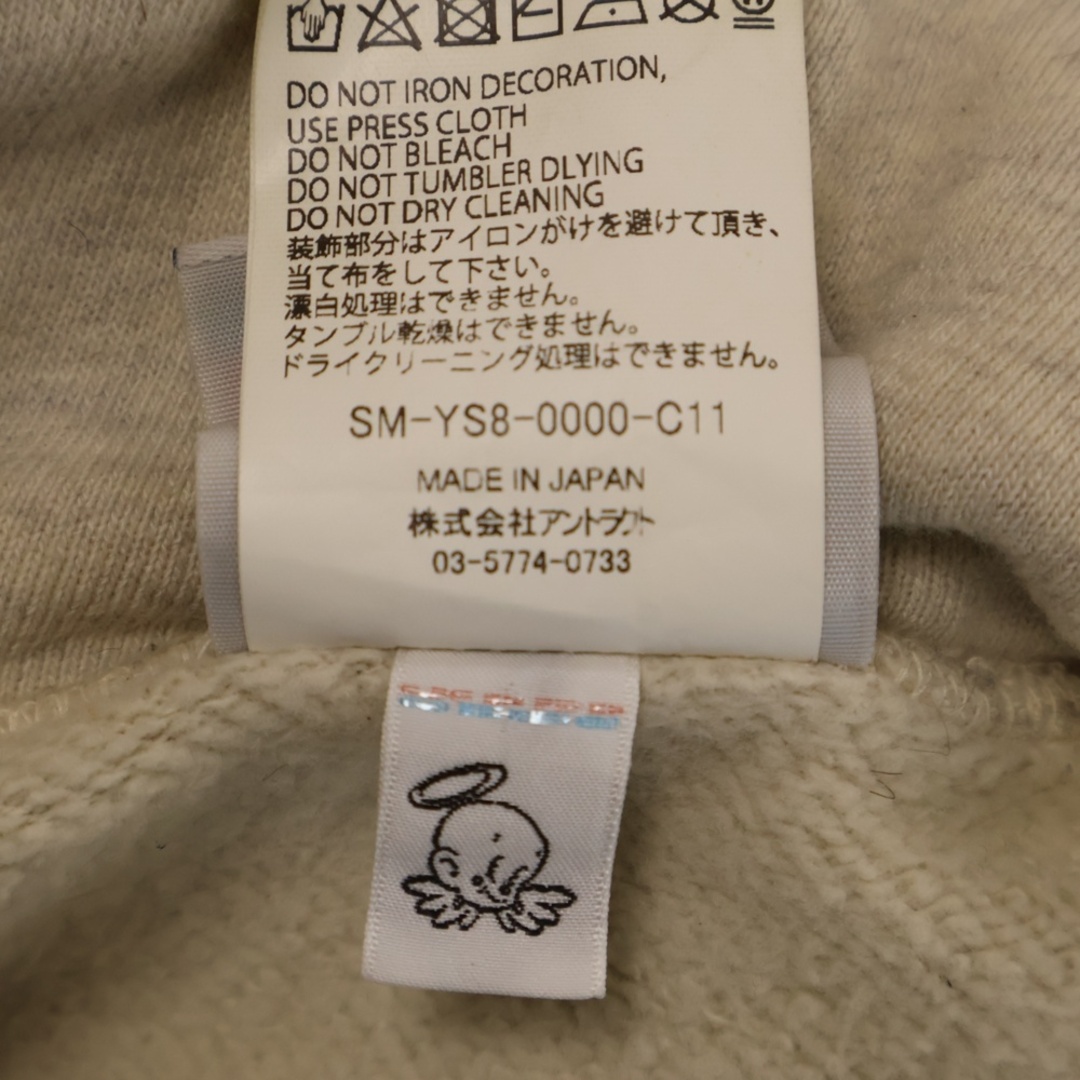 DO NOT IRON DECORATION,
USE PRESS CLOTH
DO NOT BLEACH
DO NOT TUMBLER DLYING
DO NOT DRY CLEANING
装飾部分はアイロンがけを避けて頂き、
当て布をして下さい。
漂白処理はできません。
タンブル乾燥はできません。
ドライクリーニング処理はできません。
SM-YS8-0000-C11
MADE IN JAPAN
株式会社アントラクト
03-5774-0733